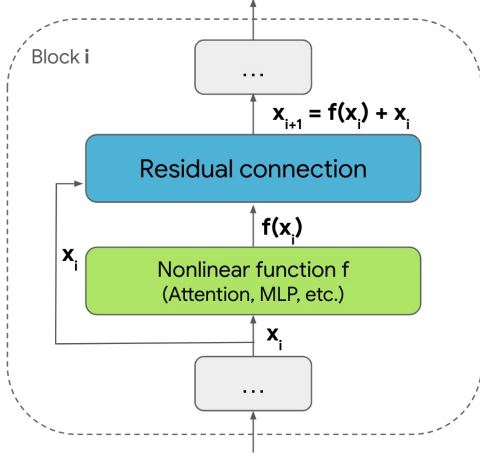 Block i
...
xᵢ₊₁ = f(xᵢ) + xᵢ
Residual connection
f(xᵢ)
xᵢ
Nonlinear function f
(Attention, MLP, etc.)
xᵢ
...